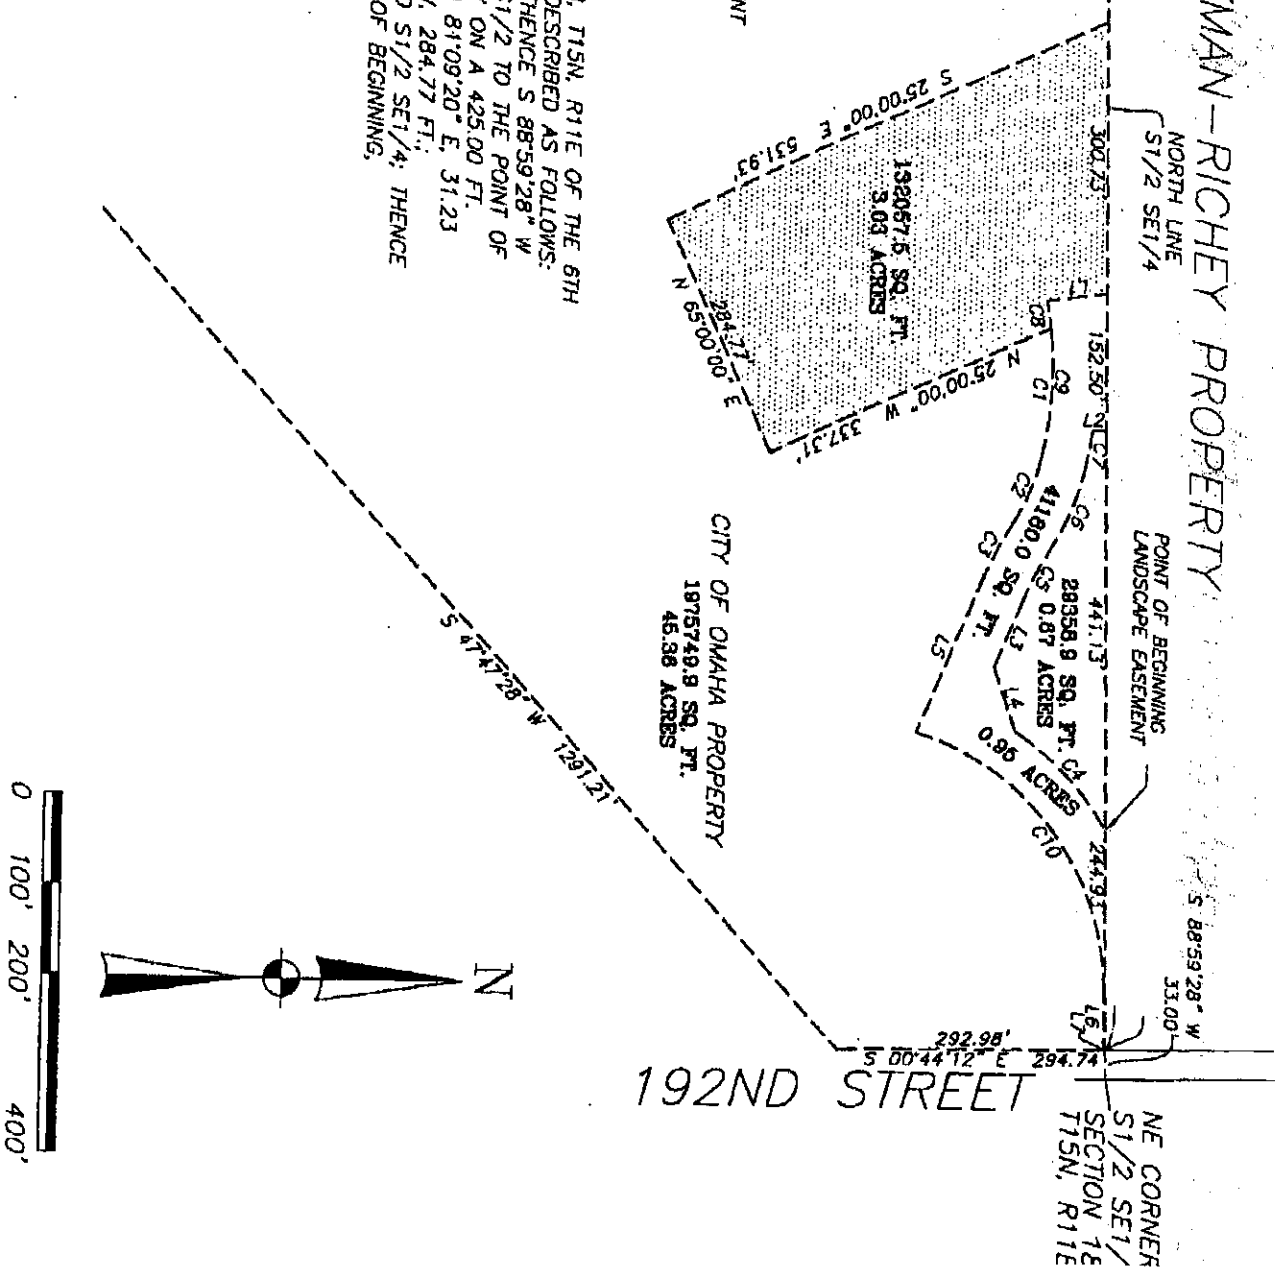 TMAN-RICHEY PROPERTY
NORTH LINE
S1/2 SE1/4
POINT OF BEGINNING
LANDSCAPE EASEMENT
S 88°59'28" W
33.00'
NE CORNER
S1/2 SE1/
SECTION 18
T15N, R11E
300.73'
152.50'
441.13'
244.93'
L1
C8
C9
C1
L2
C7
C6
C2
C3
C5
L3
L4
L5
C4
C10
L6
L7
41180.0 SQ. FT.
0.95 ACRES
28358.9 SQ. FT.
0.87 ACRES
S 25°00'00" E 531.93'
132057.5 SQ. FT.
3.03 ACRES
N 25°00'00" W 337.31'
284.77'
N 65°00'00" E
CITY OF OMAHA PROPERTY
1975749.9 SQ. FT.
45.36 ACRES
S 47°47'28" W 1291.21'
292.98'
S 00°44'12" E 294.74'
192ND STREET
NT
, T15N, R11E OF THE 6TH
DESCRIBED AS FOLLOWS:
THENCE S 88°59'28" W
S1/2 TO THE POINT OF
ON A 425.00 FT.
81°09'20" E, 31.23
, 284.77 FT.;
S1/2 SE1/4; THENCE
OF BEGINNING,
N
0 100' 200' 400'